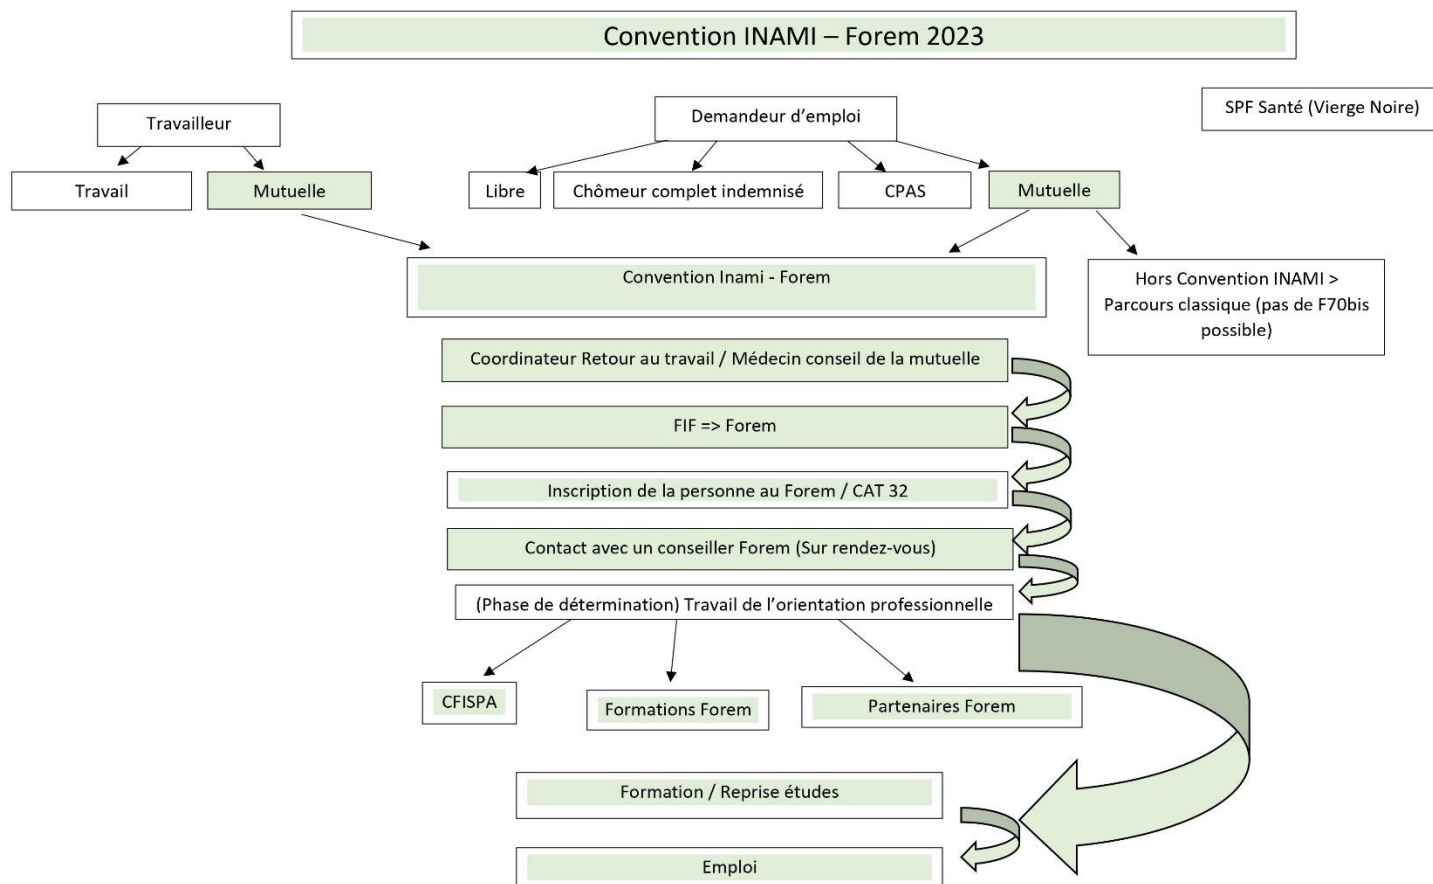 Convention INAMI – Forem 2023
Travailleur
Demandeur d’emploi
SPF Santé (Vierge Noire)
Travail
Mutuelle
Libre
Chômeur complet indemnisé
CPAS
Mutuelle
Convention Inami - Forem
Hors Convention INAMI >
Parcours classique (pas de F70bis
possible)
Coordinateur Retour au travail / Médecin conseil de la mutuelle
FIF => Forem
Inscription de la personne au Forem / CAT 32
Contact avec un conseiller Forem (Sur rendez-vous)
(Phase de détermination) Travail de l’orientation professionnelle
CFISPA
Formations Forem
Partenaires Forem
Formation / Reprise études
Emploi